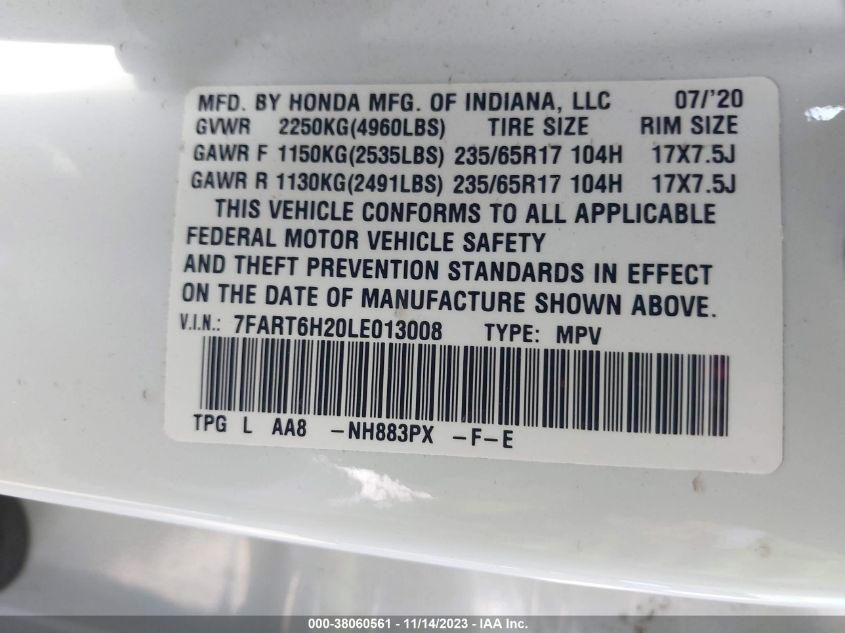 MFD. BY HONDA MFG. OF INDIANA, LLC 07/'20
GVWR 2250KG(4960LBS) TIRE SIZE RIM SIZE
GAWR F 1150KG(2535LBS) 235/65R17 104H 17X7.5J
GAWR R 1130KG(2491LBS) 235/65R17 104H 17X7.5J
THIS VEHICLE CONFORMS TO ALL APPLICABLE
FEDERAL MOTOR VEHICLE SAFETY
AND THEFT PREVENTION STANDARDS IN EFFECT
ON THE DATE OF MANUFACTURE SHOWN ABOVE.
V.I.N.: 7FART6H20LE013008 TYPE: MPV
TPG L AA8 -NH883PX -F-E
000-38060561 - 11/14/2023 - IAA Inc.